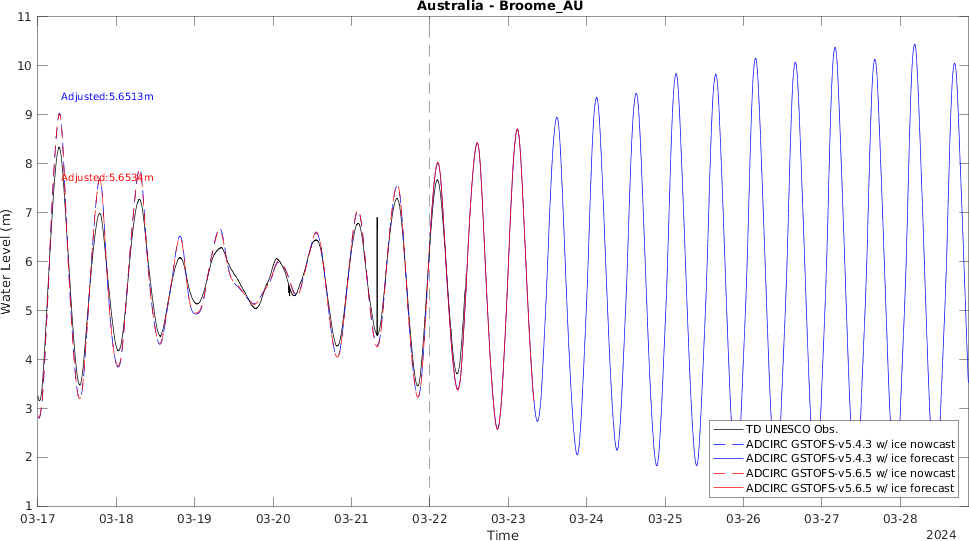 Australia - Broome_AU
11
10
9
8
7
6
5
4
3
2
1
Water Level (m)
Adjusted:5.6513m
Adjusted:5.6534m
TD UNESCO Obs.
ADCIRC GSTOFS-v5.4.3 w/ ice nowcast
ADCIRC GSTOFS-v5.4.3 w/ ice forecast
ADCIRC GSTOFS-v5.6.5 w/ ice nowcast
ADCIRC GSTOFS-v5.6.5 w/ ice forecast
03-17 03-18 03-19 03-20 03-21 03-22 03-23 03-24 03-25 03-26 03-27 03-28
Time
2024